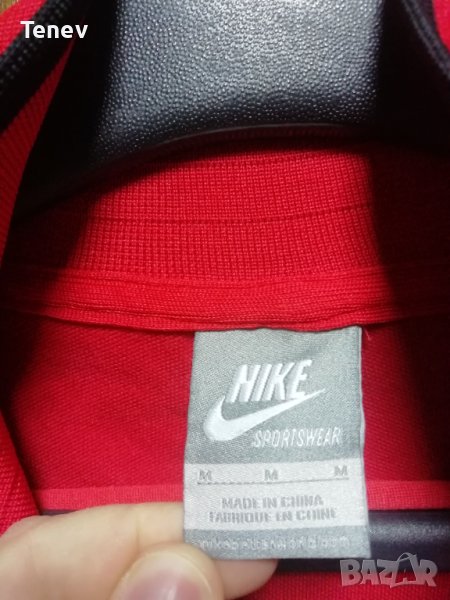 Tenev
NIKE
SPORTSWEAR
M M M
MADE IN CHINA
FABRIQUE EN CHINE
BAZAR